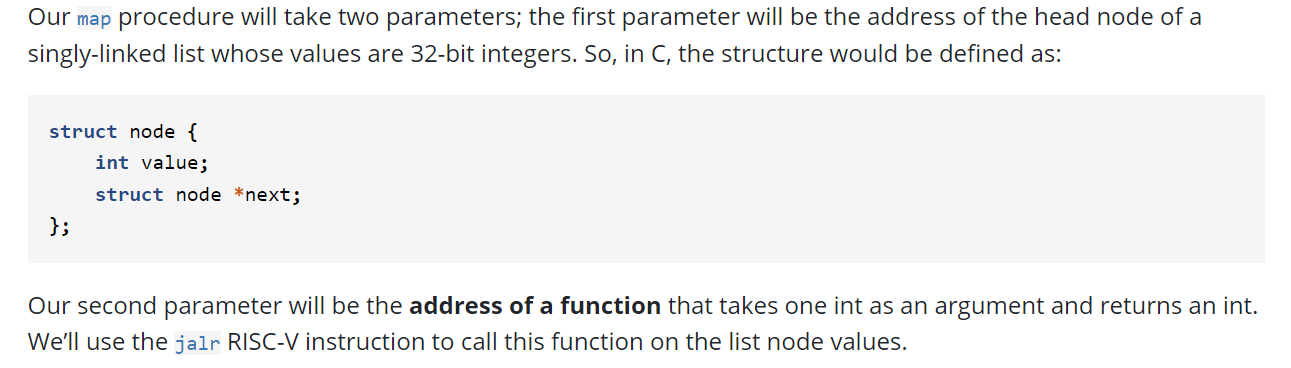 Our map procedure will take two parameters; the first parameter will be the address of the head node of a
singly-linked list whose values are 32-bit integers. So, in C, the structure would be defined as:
struct node {
    int value;
    struct node *next;
};
Our second parameter will be the address of a function that takes one int as an argument and returns an int.
We’ll use the jalr RISC-V instruction to call this function on the list node values.